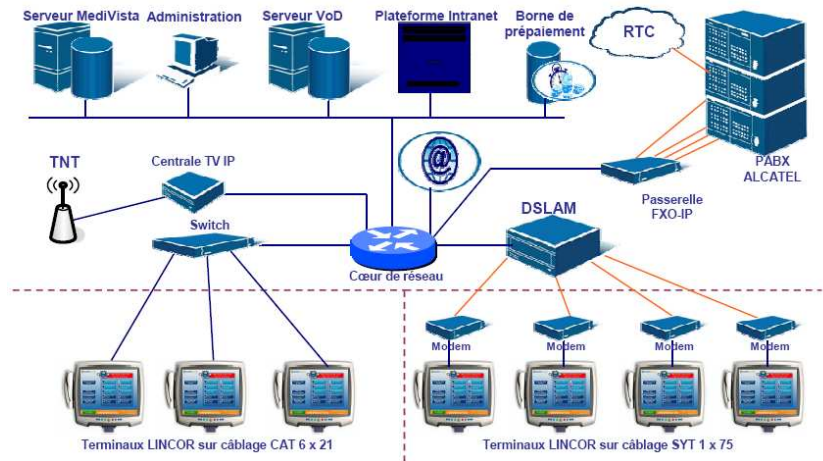 Serveur MediVista
Administration
Serveur VoD
Plateforme Intranet
Borne de
prépaiement
RTC
TNT
Centrale TV IP
@
PABX
ALCATEL
Passerelle
FXO-IP
Switch
DSLAM
Cœur de réseau
Modem
Modem
Modem
Modem
Terminaux LINCOR sur câblage CAT 6 x 21
Terminaux LINCOR sur câblage SYT 1 x 75